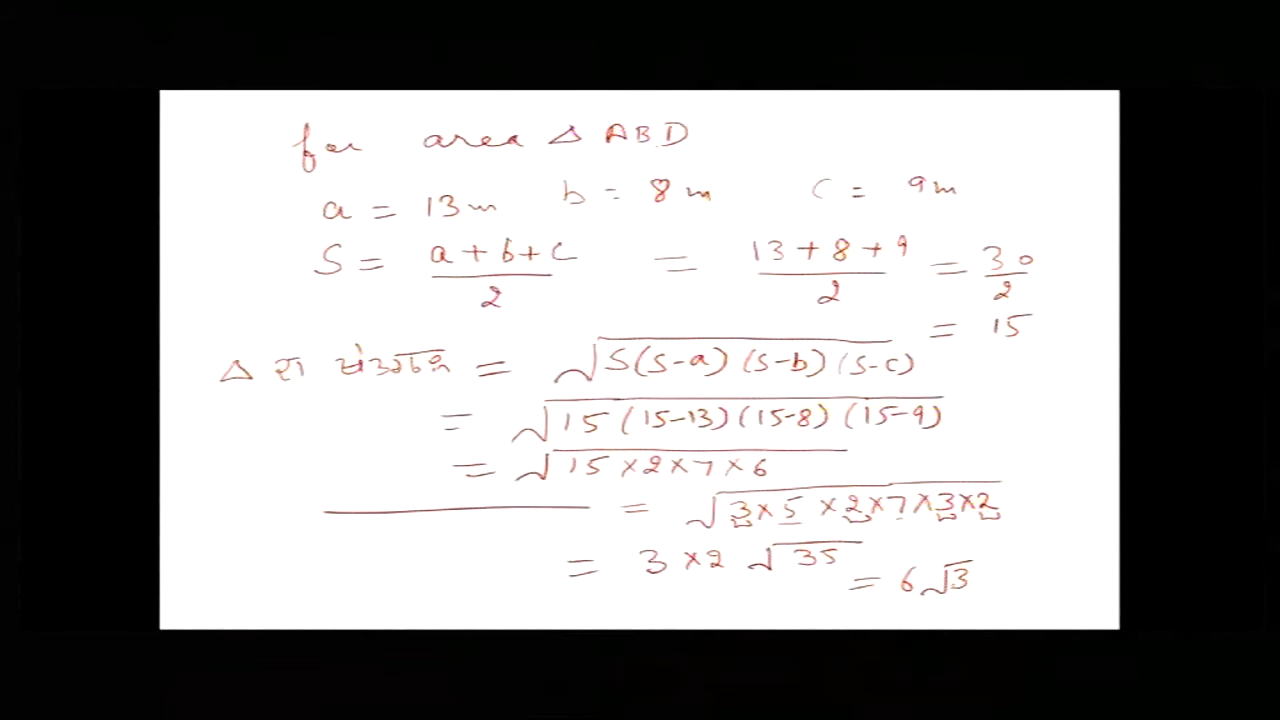 for area Δ ABD
a = 13m b = 8m c = 9m
S = a+b+c/2 = 13+8+9/2 = 30/2
= 15
Δ ਦਾ = √S(S-a)(S-b)(S-c)
= √15(15-13)(15-8)(15-9)
= √15×2×7×6
= √3×5×2×7×3×2
= 3×2√35
= 6√3